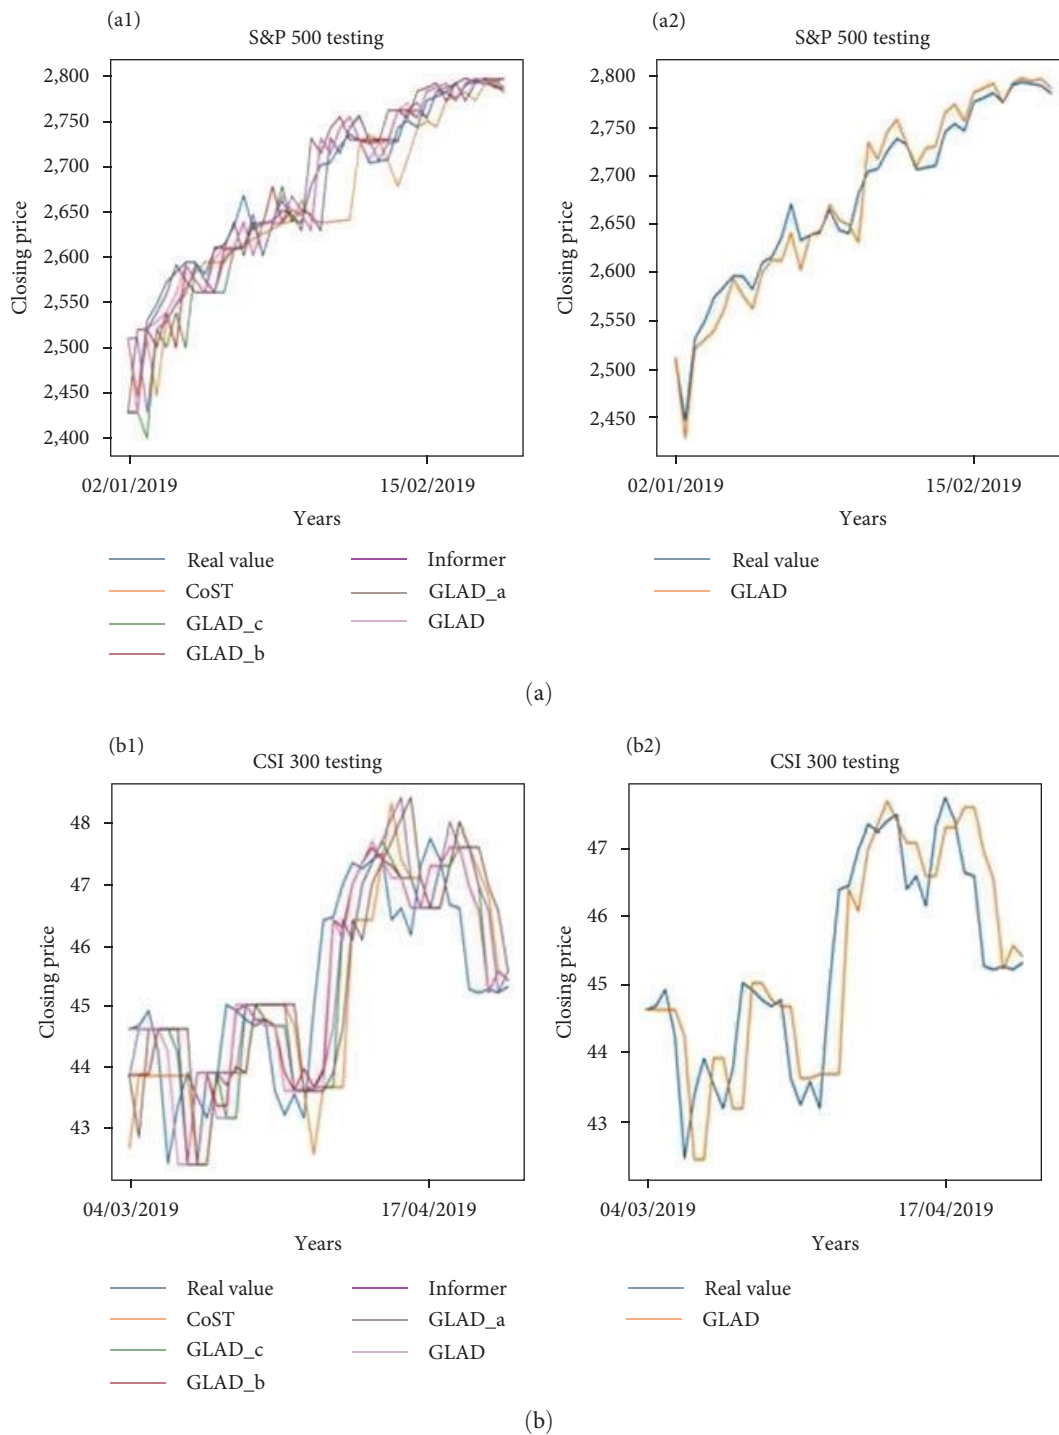 (a1)
S&P 500 testing
2,800
2,750
2,700
2,650
2,600
2,550
2,500
2,450
2,400
Closing price
02/01/2019
15/02/2019
Years
Real value
CoST
GLAD_c
GLAD_b
Informer
GLAD_a
GLAD
(a2)
S&P 500 testing
2,800
2,750
2,700
2,650
2,600
2,550
2,500
2,450
Closing price
02/01/2019
15/02/2019
Years
Real value
GLAD
(a)
(b1)
CSI 300 testing
48
47
46
45
44
43
Closing price
04/03/2019
17/04/2019
Years
Real value
CoST
GLAD_c
GLAD_b
Informer
GLAD_a
GLAD
(b2)
CSI 300 testing
47
46
45
44
43
Closing price
04/03/2019
17/04/2019
Years
Real value
GLAD
(b)